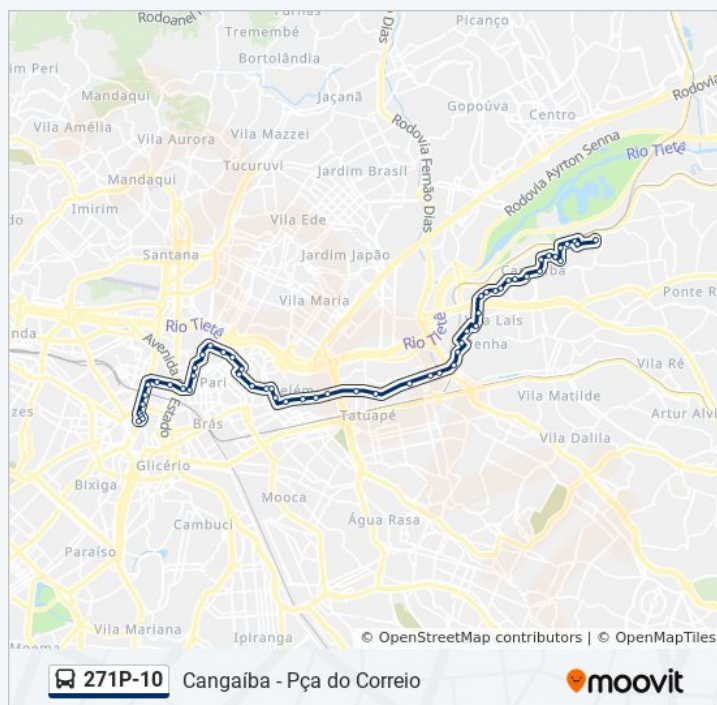 Rodoanel
Furnas
Tremembé
Bortolândia
Dias
Picanço
im Peri
Mandaqui
Jaçanã
Gopoúva
Centro
Rodovia
Vila Amélia
Vila Aurora
Vila Mazzei
Rodovia Fernão Dias
Rodovia Ayrton Senna
Rio Tietê
Tucuruvi
Jardim Brasil
Mandaqui
Imirim
Vila Ede
Santana
Jardim Japão
Ponte R
Vila Maria
Rio Tietê
nda
Avenida
Rio Tietê
Vila Laís
Penha
Pari
Vila Ré
Belém
Estado
Tatuapé
Vila Matilde
zes
Brás
Artur Alvi
Vila Dalila
Glicério
Mooca
Bixiga
Cambuci
Água Rasa
Paraíso
Vila Mariana
Ipiranga
Moema
© OpenStreetMap contributors | © OpenMapTiles
271P-10 Cangaíba - Pça do Correio
moovit